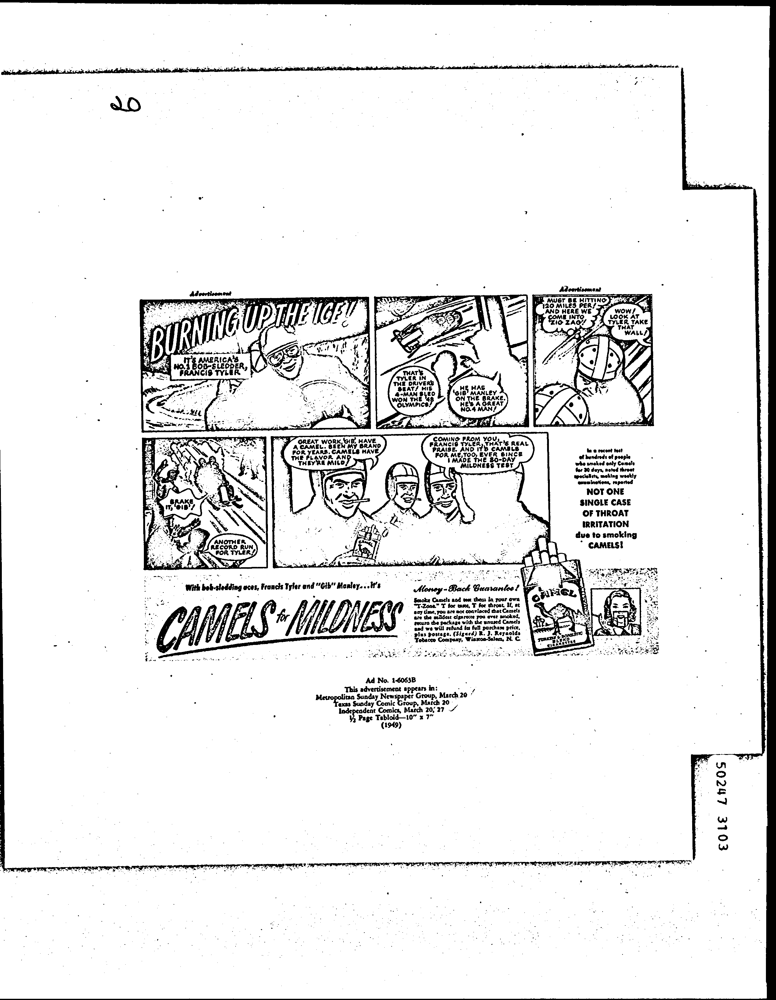 20
Advertisement
Advertisement
BURNING UP THE ICE!
IT'S AMERICA'S
NO.1 BOB-SLEDDER,
FRANCIS TYLER
THAT'S
TYLER IN
THE DRIVER'S
SEAT! HIS
4-MAN SLED
WON THE '48
OLYMPICS!
HE HAS
'GIB' MANLEY
ON THE BRAKE.
HE'S A GREAT
NO.4 MAN!
MUST BE HITTING
120 MILES PER!
AND HERE WE
COME INTO
'ZIG ZAG'!
WOW!
LOOK AT
TYLER TAKE
THAT
WALL!
BRAKE
IT, 'GIB'!
ANOTHER
RECORD RUN
FOR TYLER!
GREAT WORK, 'GIB'. HAVE
A CAMEL. BEEN MY BRAND
FOR YEARS. CAMELS HAVE
THE FLAVOR AND
THEY'RE MILD!
COMING FROM YOU,
FRANCIS TYLER, THAT'S REAL
PRAISE. AND IT'S CAMELS
FOR ME, TOO, EVER SINCE
I MADE THE 30-DAY
MILDNESS TEST
In a recent test
of hundreds of people
who smoked only Camels
for 30 days, noted throat
specialists, making weekly
examinations, reported
NOT ONE
SINGLE CASE
OF THROAT
IRRITATION
due to smoking
CAMELS!
With bob-sledding aces, Francis Tyler and "Gib" Manley...it's
CAMELS for MILDNESS
Money-Back Guarantee!
Smoke Camels and test them in your own
"T-Zone." T for taste, T for throat. If, at
any time, you are not convinced that Camels
are the mildest cigarette you ever smoked,
return the package with the unused Camels
and we will refund its full purchase price,
plus postage. (Signed) R. J. Reynolds
Tobacco Company, Winston-Salem, N. C.
CAMEL
Ad No. 1-6063B
This advertisement appears in:
Metropolitan Sunday Newspaper Group, March 20
Texas Sunday Comic Group, March 20
Independent Comics, March 20, 27
½ Page Tabloid—10" x 7"
(1949)
50247 3103